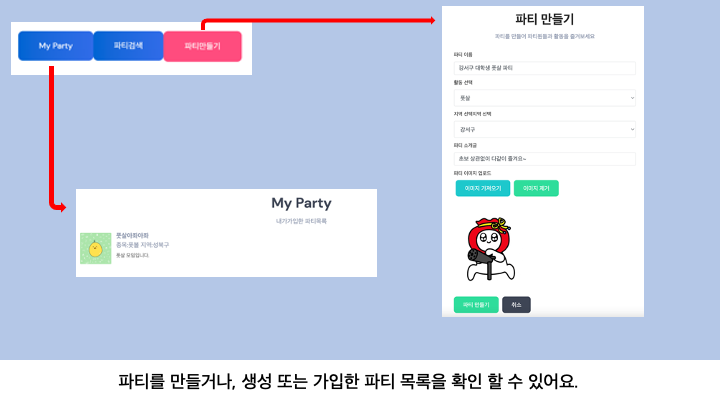 My Party
파티검색
파티만들기
파티 만들기
파티를 만들어 파티원들과 활동을 즐겨보세요
파티 이름
강서구 대학생 풋살 파티
활동 선택
풋살
지역 선택지역 선택
강서구
파티 소개글
초보 상관없이 다같이 즐겨요~
파티 이미지 업로드
이미지 가져오기
이미지 제거
파티 만들기
취소
My Party
내가가입한 파티목록
풋살아좌아좌
종목:풋볼 지역:성북구
풋살 모임입니다.
파티를 만들거나, 생성 또는 가입한 파티 목록을 확인 할 수 있어요.